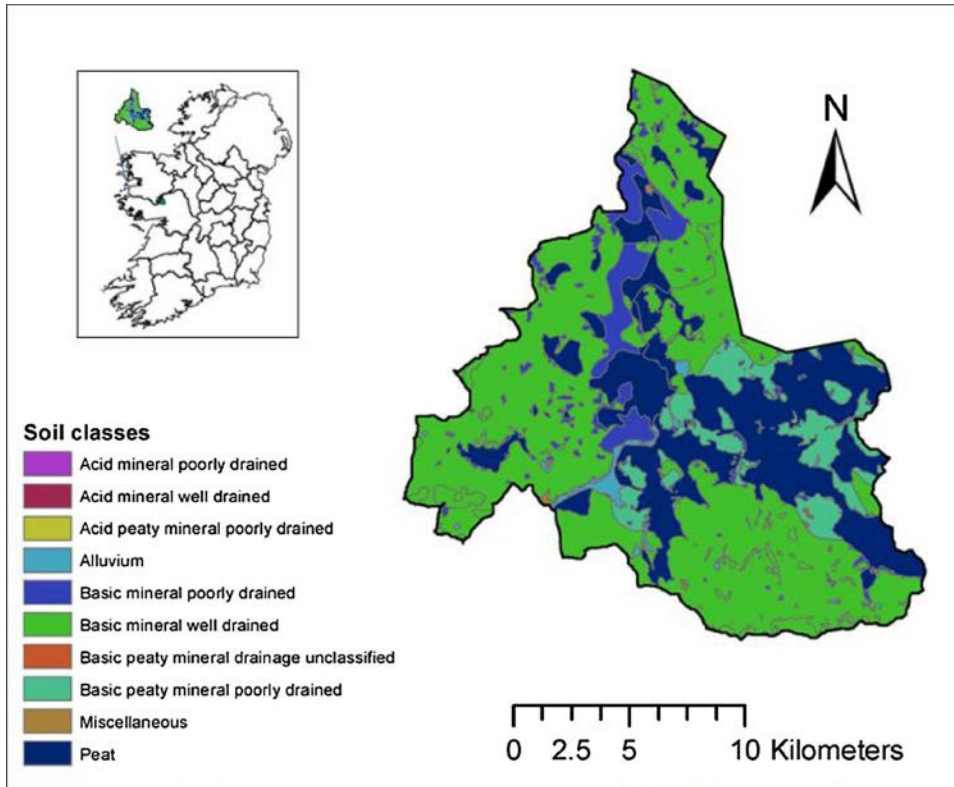 N
Soil classes
Acid mineral poorly drained
Acid mineral well drained
Acid peaty mineral poorly drained
Alluvium
Basic mineral poorly drained
Basic mineral well drained
Basic peaty mineral drainage unclassified
Basic peaty mineral poorly drained
Miscellaneous
Peat
0 2.5 5 10 Kilometers